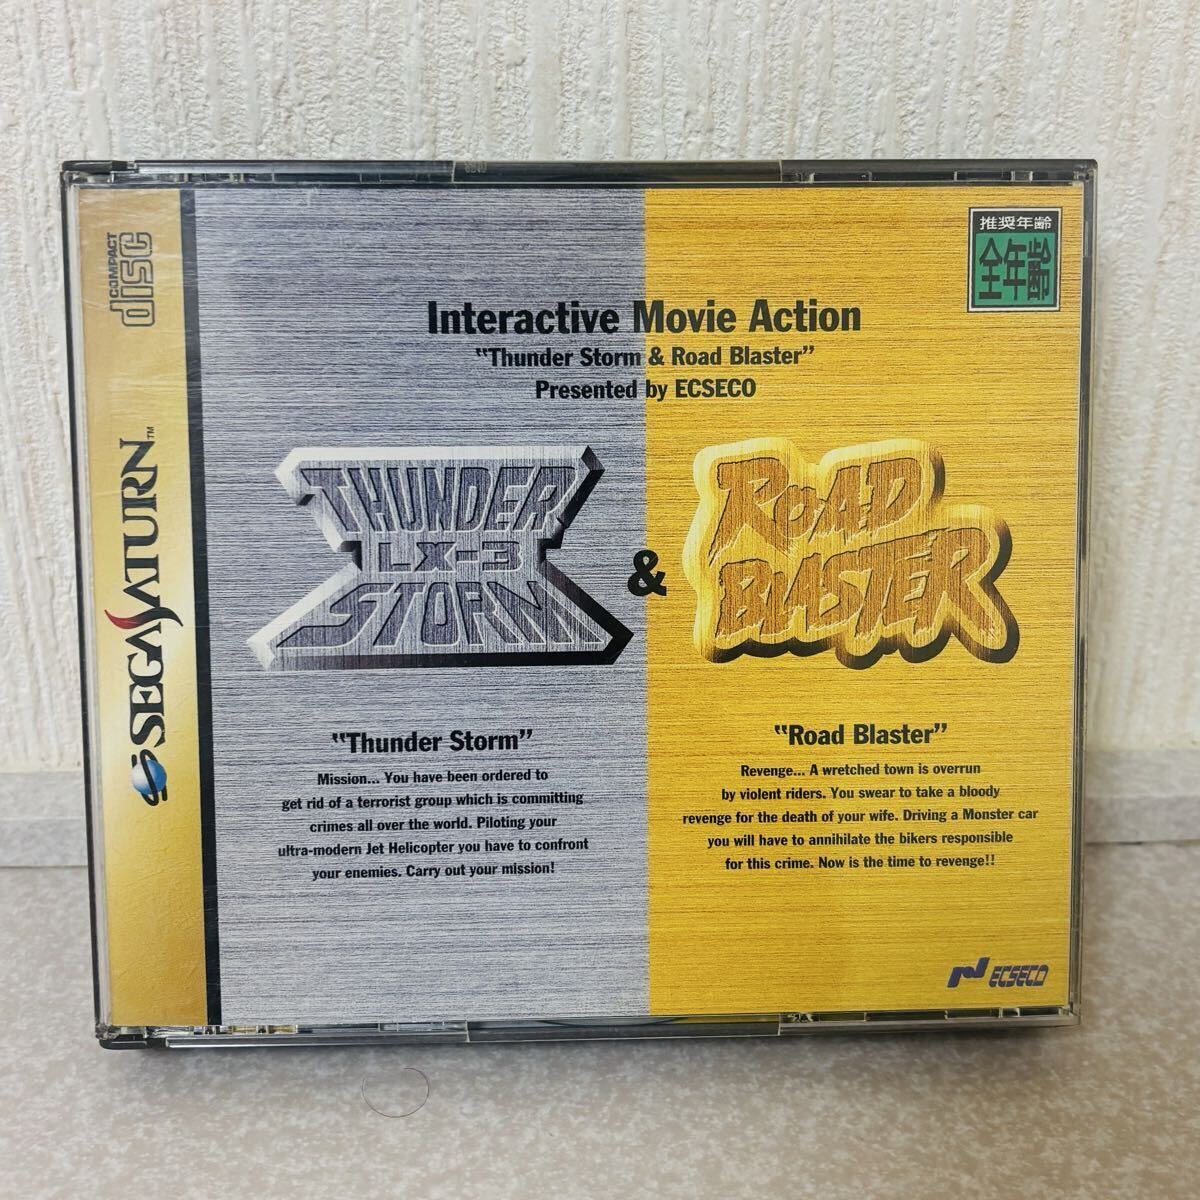 COMPACT
disc
SEGA SATURN™
推奨年齢
全年齢
Interactive Movie Action
"Thunder Storm & Road Blaster"
Presented by ECSECO
THUNDER
LX-3
STORM
&
ROAD
BLASTER
"Thunder Storm"
Mission... You have been ordered to
get rid of a terrorist group which is committing
crimes all over the world. Piloting your
ultra-modern Jet Helicopter you have to confront
your enemies. Carry out your mission!
"Road Blaster"
Revenge... A wretched town is overrun
by violent riders. You swear to take a bloody
revenge for the death of your wife. Driving a Monster car
you will have to annihilate the bikers responsible
for this crime. Now is the time to revenge!!
ECSECO